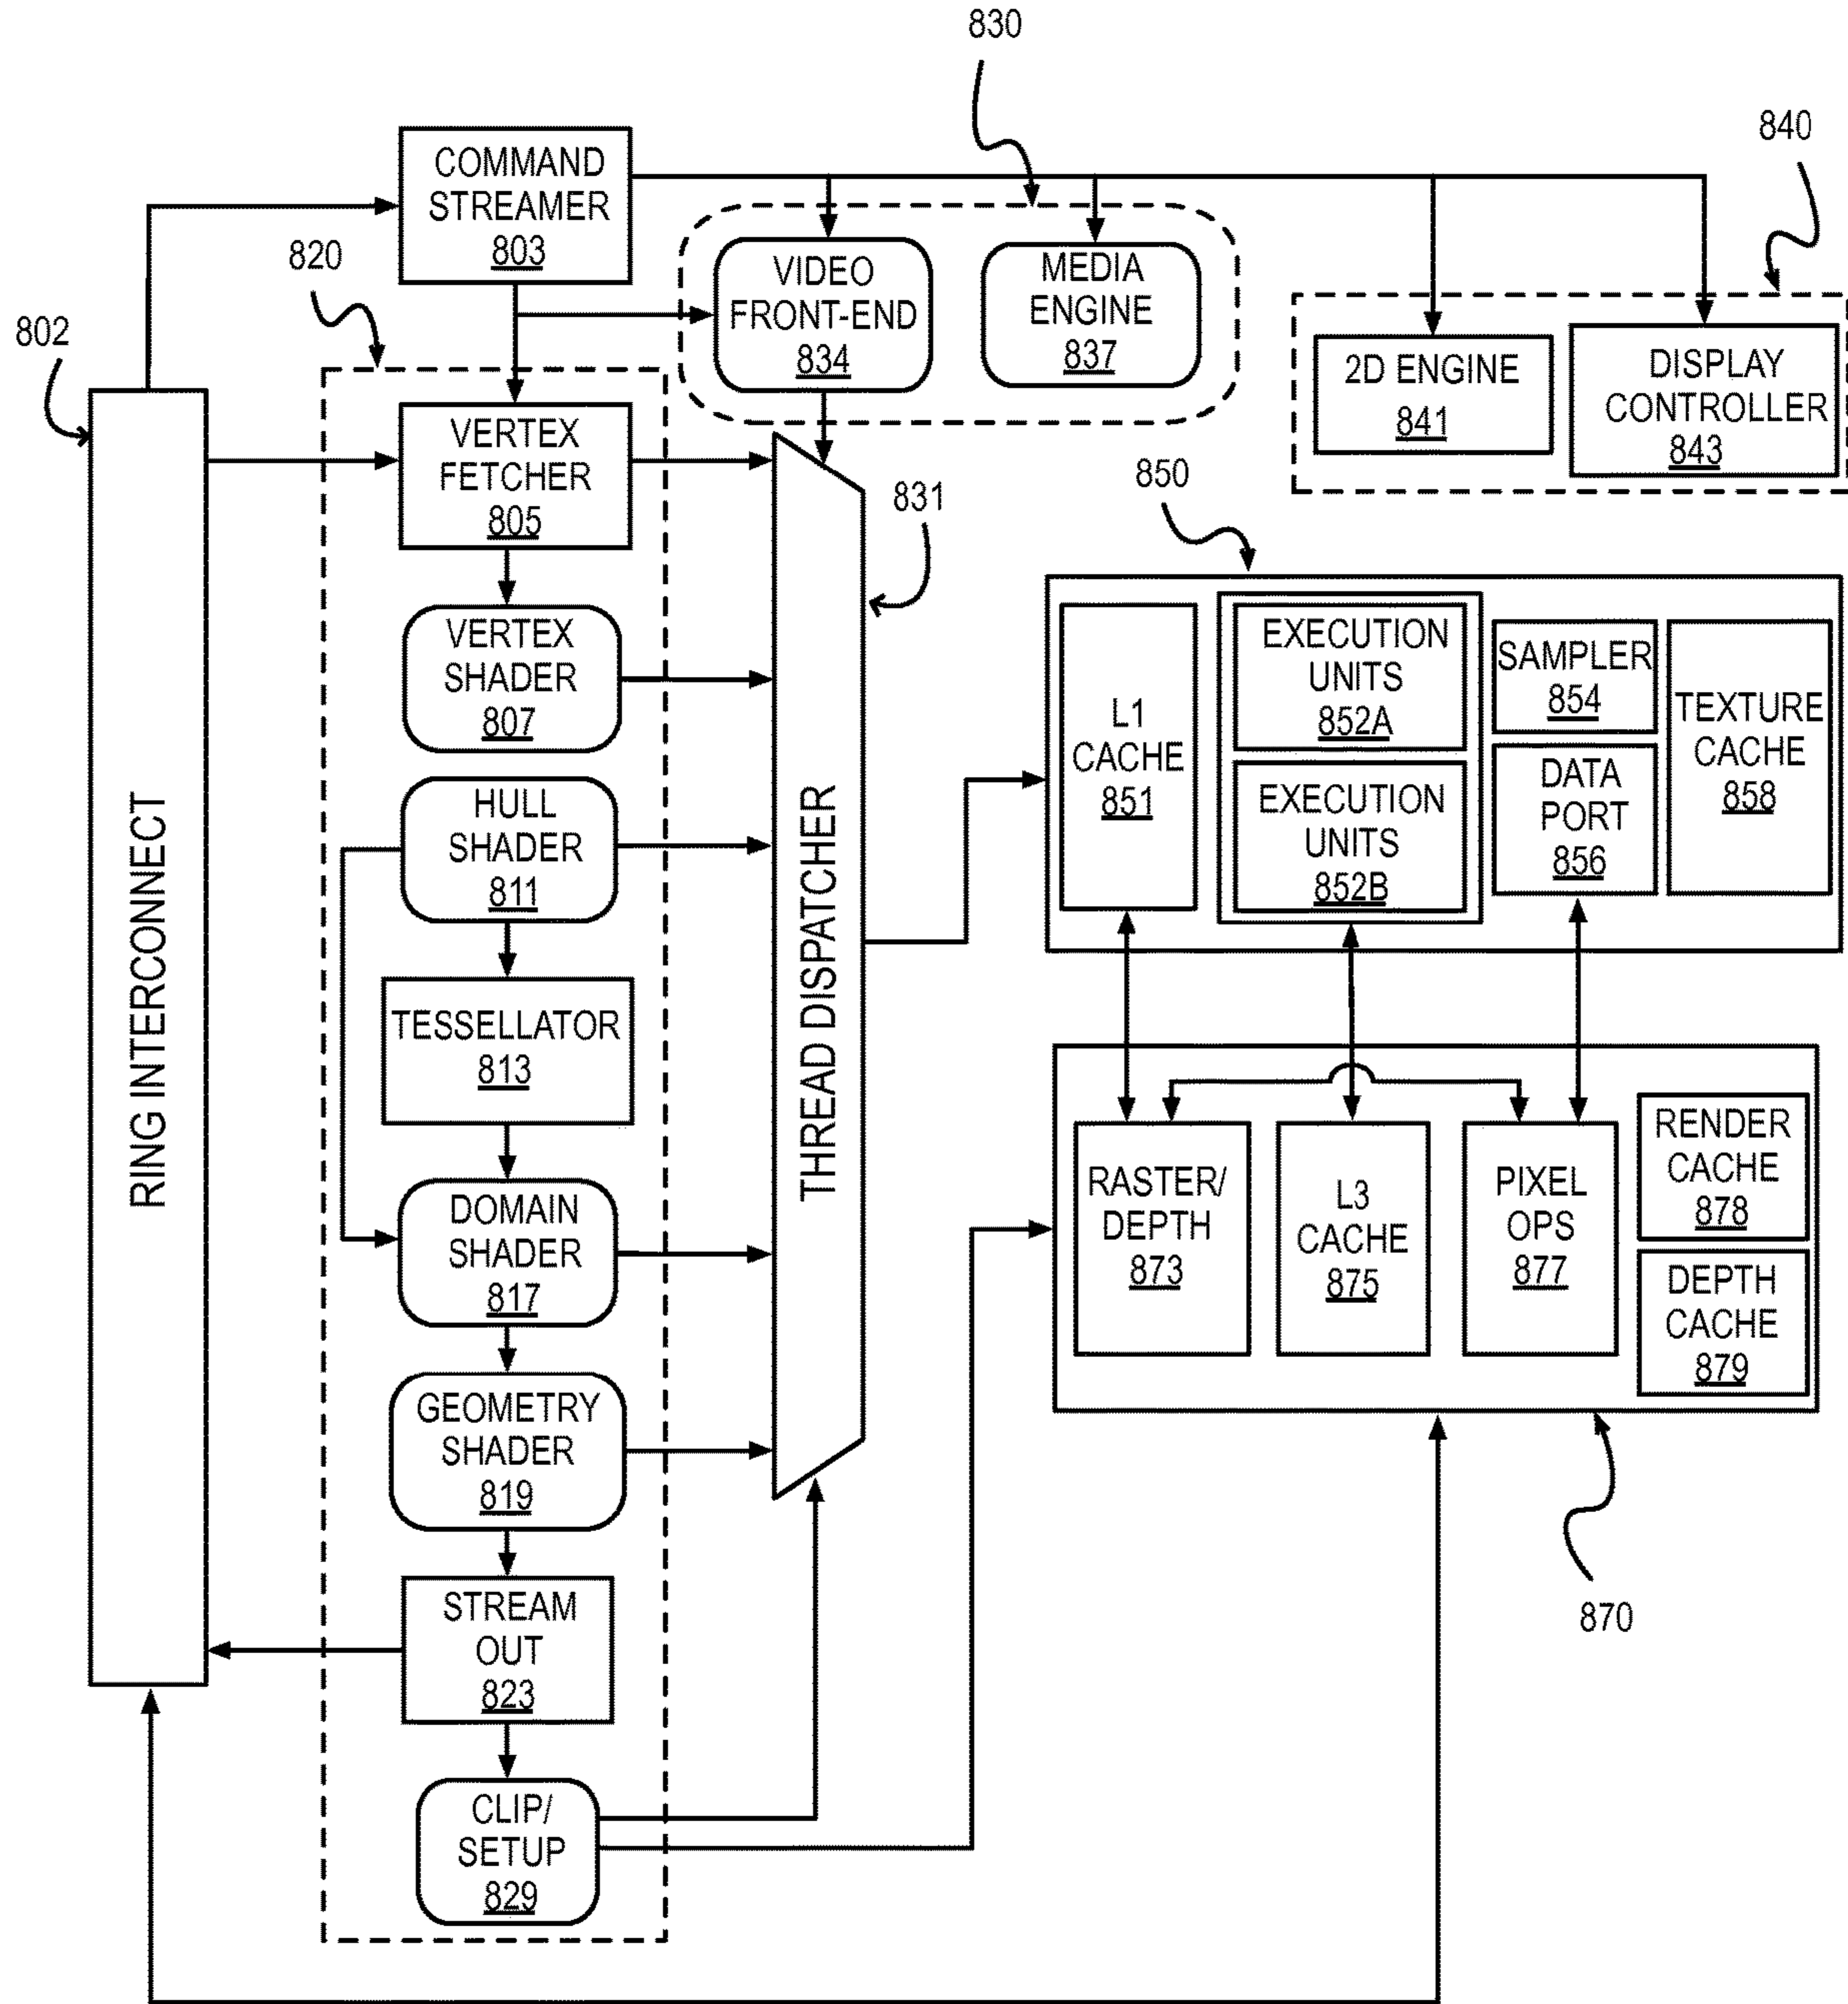 830
840
COMMAND
STREAMER
803
820
VIDEO
FRONT-END
834
MEDIA
ENGINE
837
802
2D ENGINE
841
DISPLAY
CONTROLLER
843
VERTEX
FETCHER
805
831
850
VERTEX
SHADER
807
HULL
SHADER
811
TESSELLATOR
813
DOMAIN
SHADER
817
GEOMETRY
SHADER
819
STREAM
OUT
823
CLIP/
SETUP
829
RING INTERCONNECT
THREAD DISPATCHER
L1
CACHE
851
EXECUTION
UNITS
852A
EXECUTION
UNITS
852B
SAMPLER
854
DATA
PORT
856
TEXTURE
CACHE
858
RASTER/
DEPTH
873
L3
CACHE
875
PIXEL
OPS
877
RENDER
CACHE
878
DEPTH
CACHE
879
870